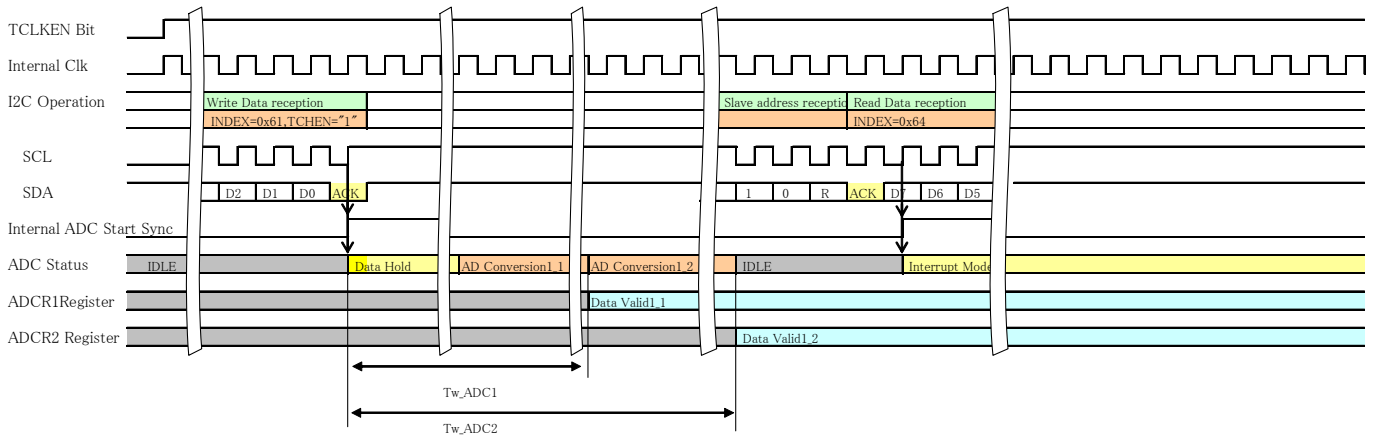 TCLKEN Bit
Internal Clk
I2C Operation
Write Data reception
Slave address receptio
Read Data reception
INDEX=0x61,TCHEN="1"
INDEX=0x64
SCL
SDA
D2 D1 D0 ACK
1 0 R ACK D7 D6 D5
Internal ADC Start Sync
ADC Status
IDLE
Data Hold
AD Conversion1_1
AD Conversion1_2
IDLE
Interrupt Mode
ADCR1Register
Data Valid1_1
ADCR2 Register
Data Valid1_2
Tw_ADC1
Tw_ADC2